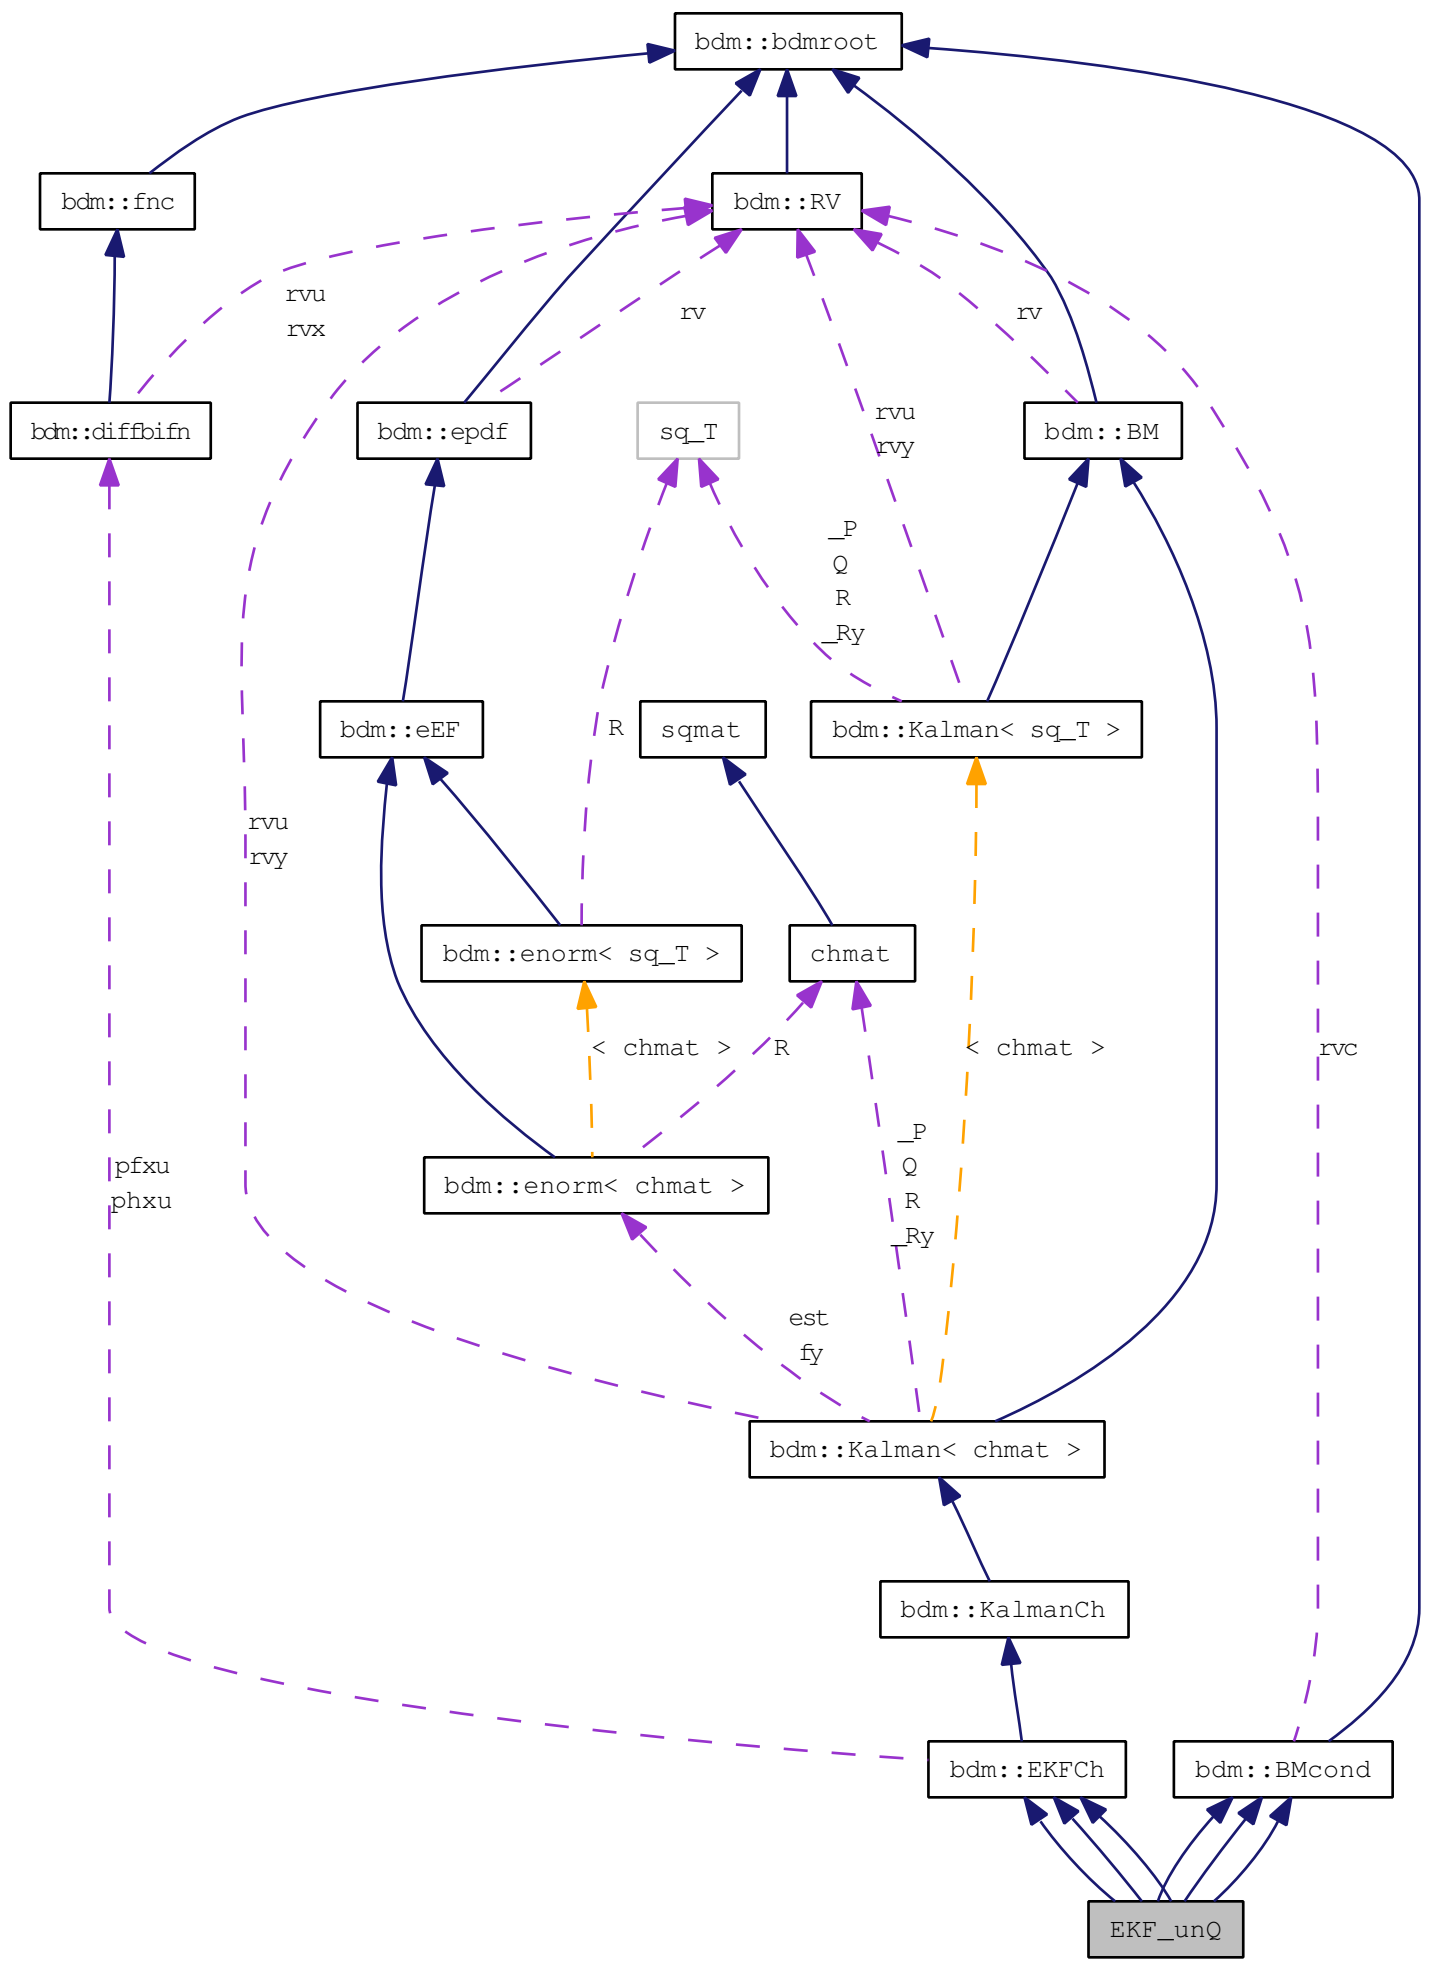 bdm::bdmroot
bdm::fnc
bdm::RV
rvu
rvx
rv
rv
bdm::diffbifn
bdm::epdf
sq_T
rvu
rvy
bdm::BM
_P
Q
R
_Ry
bdm::eEF
R
sqmat
bdm::Kalman< sq_T >
rvu
rvy
bdm::enorm< sq_T >
chmat
< chmat >
R
< chmat >
rvc
_P
Q
R
_Ry
pfxu
phxu
bdm::enorm< chmat >
est
fy
bdm::Kalman< chmat >
bdm::KalmanCh
bdm::EKFCh
bdm::BMcond
EKF_unQ